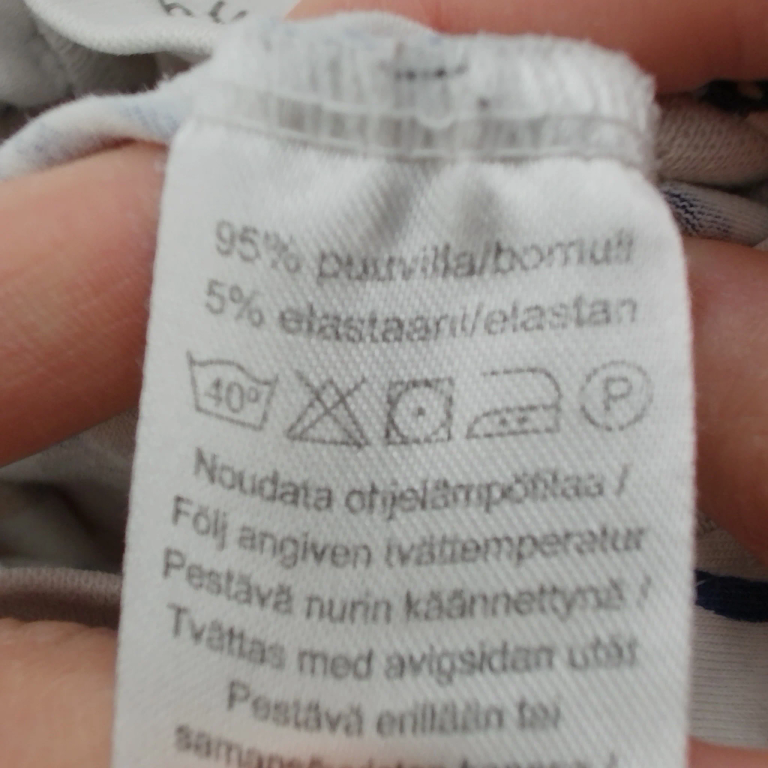 95% puuvilla/bomull
5% elastaani/elastan
40° P
Noudata ohjelämpötilaa /
Följ angiven tvättemperatur
Pestävä nurin käännettynä /
Tvättas med avigsidan utåt
Pestävä erillään tai